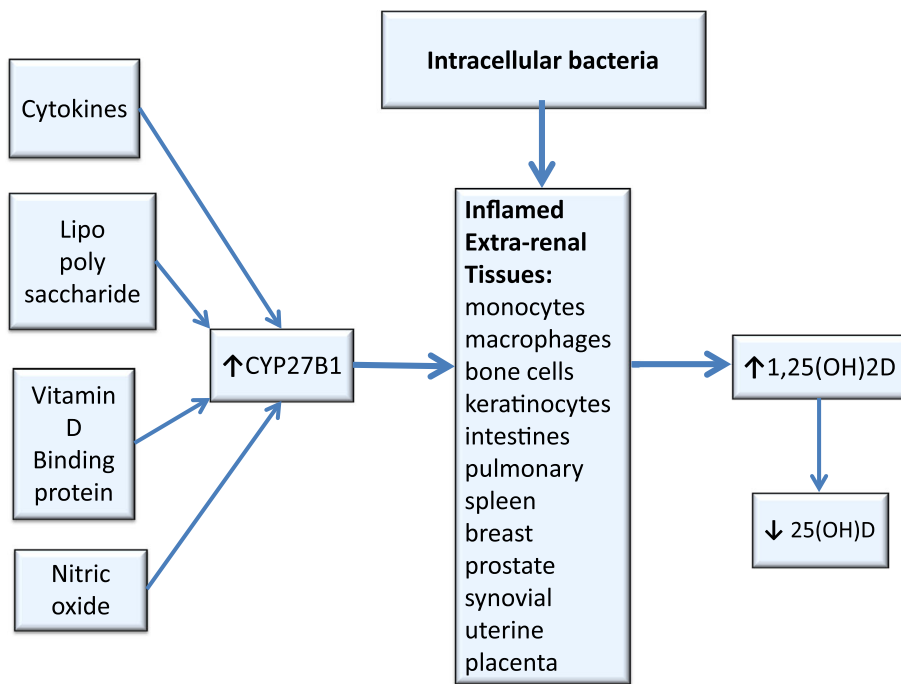 Intracellular bacteria
Cytokines
Lipo
poly
saccharide
Vitamin
D
Binding
protein
Nitric
oxide
↑CYP27B1
Inflamed
Extra-renal
Tissues:
monocytes
macrophages
bone cells
keratinocytes
intestines
pulmonary
spleen
breast
prostate
synovial
uterine
placenta
↑1,25(OH)2D
↓ 25(OH)D